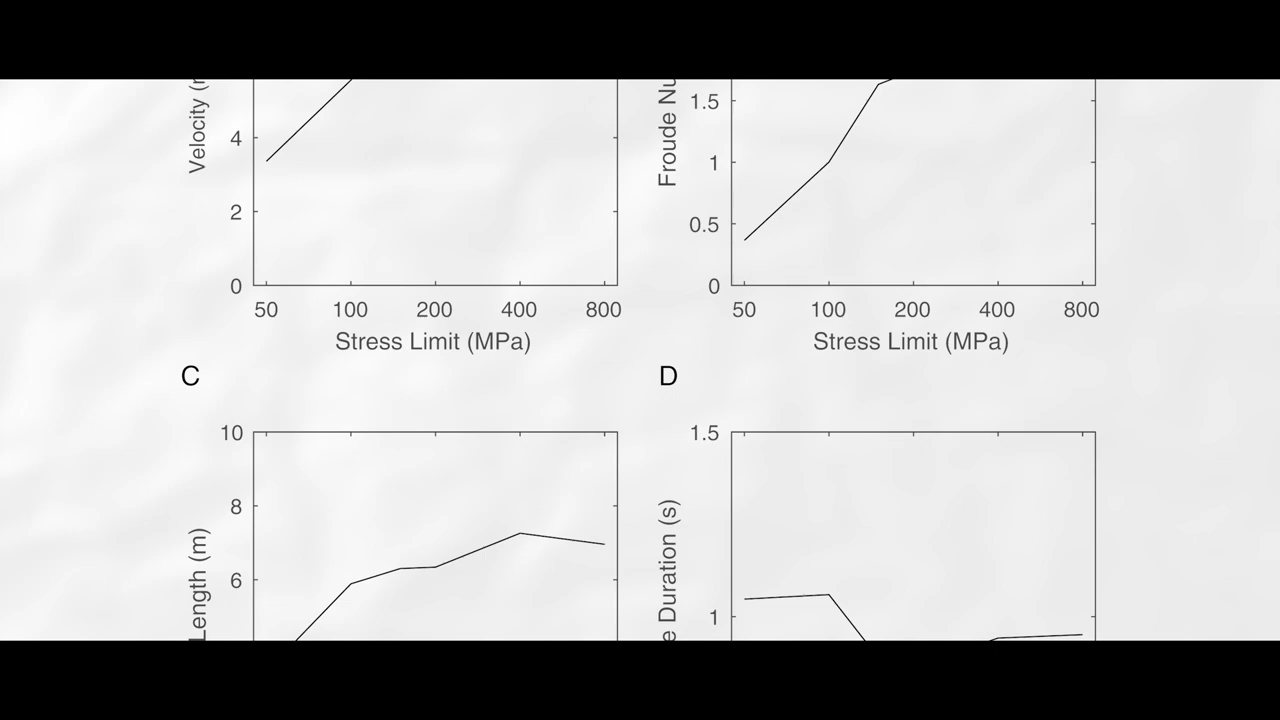 Velocity (
4
2
0
50 100 200 400 800
Stress Limit (MPa)
Froude Nu
1.5
1
0.5
0
50 100 200 400 800
Stress Limit (MPa)
C
10
8
6
Length (m)
D
1.5
1
e Duration (s)